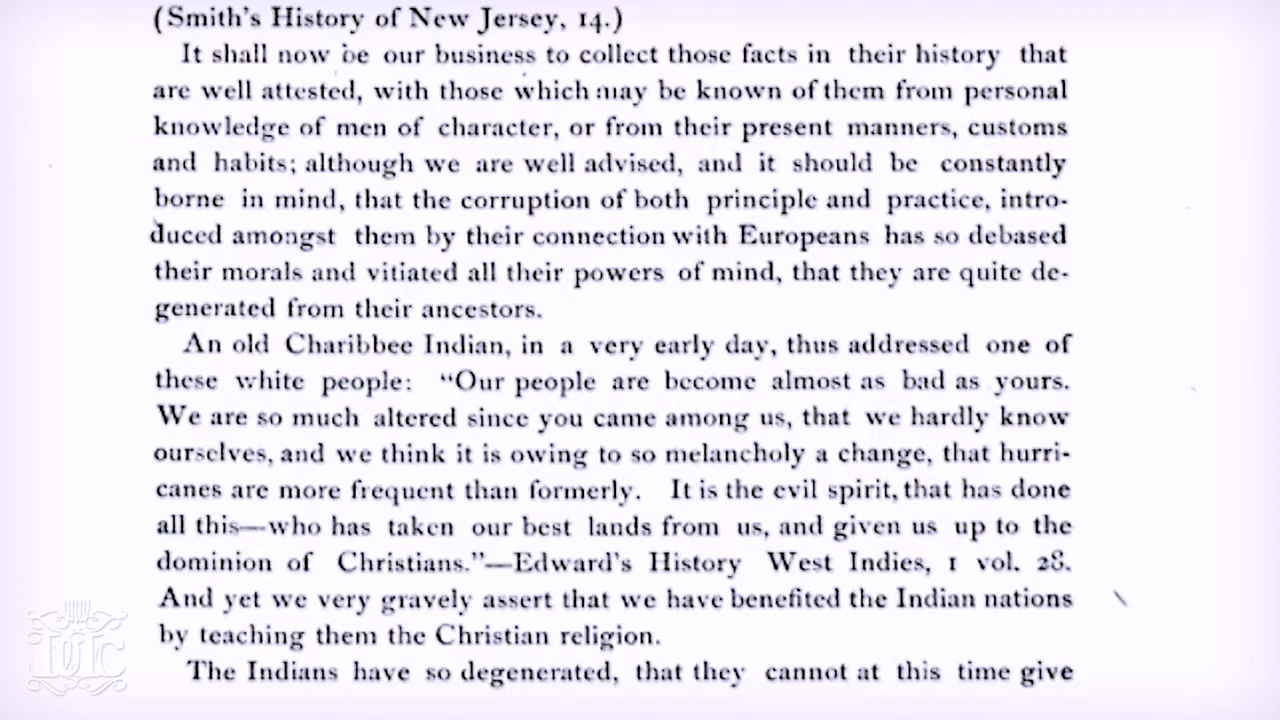 (Smith's History of New Jersey, 14.)
It shall now be our business to collect those facts in their history that
are well attested, with those which may be known of them from personal
knowledge of men of character, or from their present manners, customs
and habits; although we are well advised, and it should be constantly
borne in mind, that the corruption of both principle and practice, intro-
duced amongst them by their connection with Europeans has so debased
their morals and vitiated all their powers of mind, that they are quite de-
generated from their ancestors.
An old Charibbee Indian, in a very early day, thus addressed one of
these white people: "Our people are become almost as bad as yours.
We are so much altered since you came among us, that we hardly know
ourselves, and we think it is owing to so melancholy a change, that hurri-
canes are more frequent than formerly. It is the evil spirit, that has done
all this—who has taken our best lands from us, and given us up to the
dominion of Christians."—Edward's History West Indies, 1 vol. 28.
And yet we very gravely assert that we have benefited the Indian nations
by teaching them the Christian religion.
The Indians have so degenerated, that they cannot at this time give